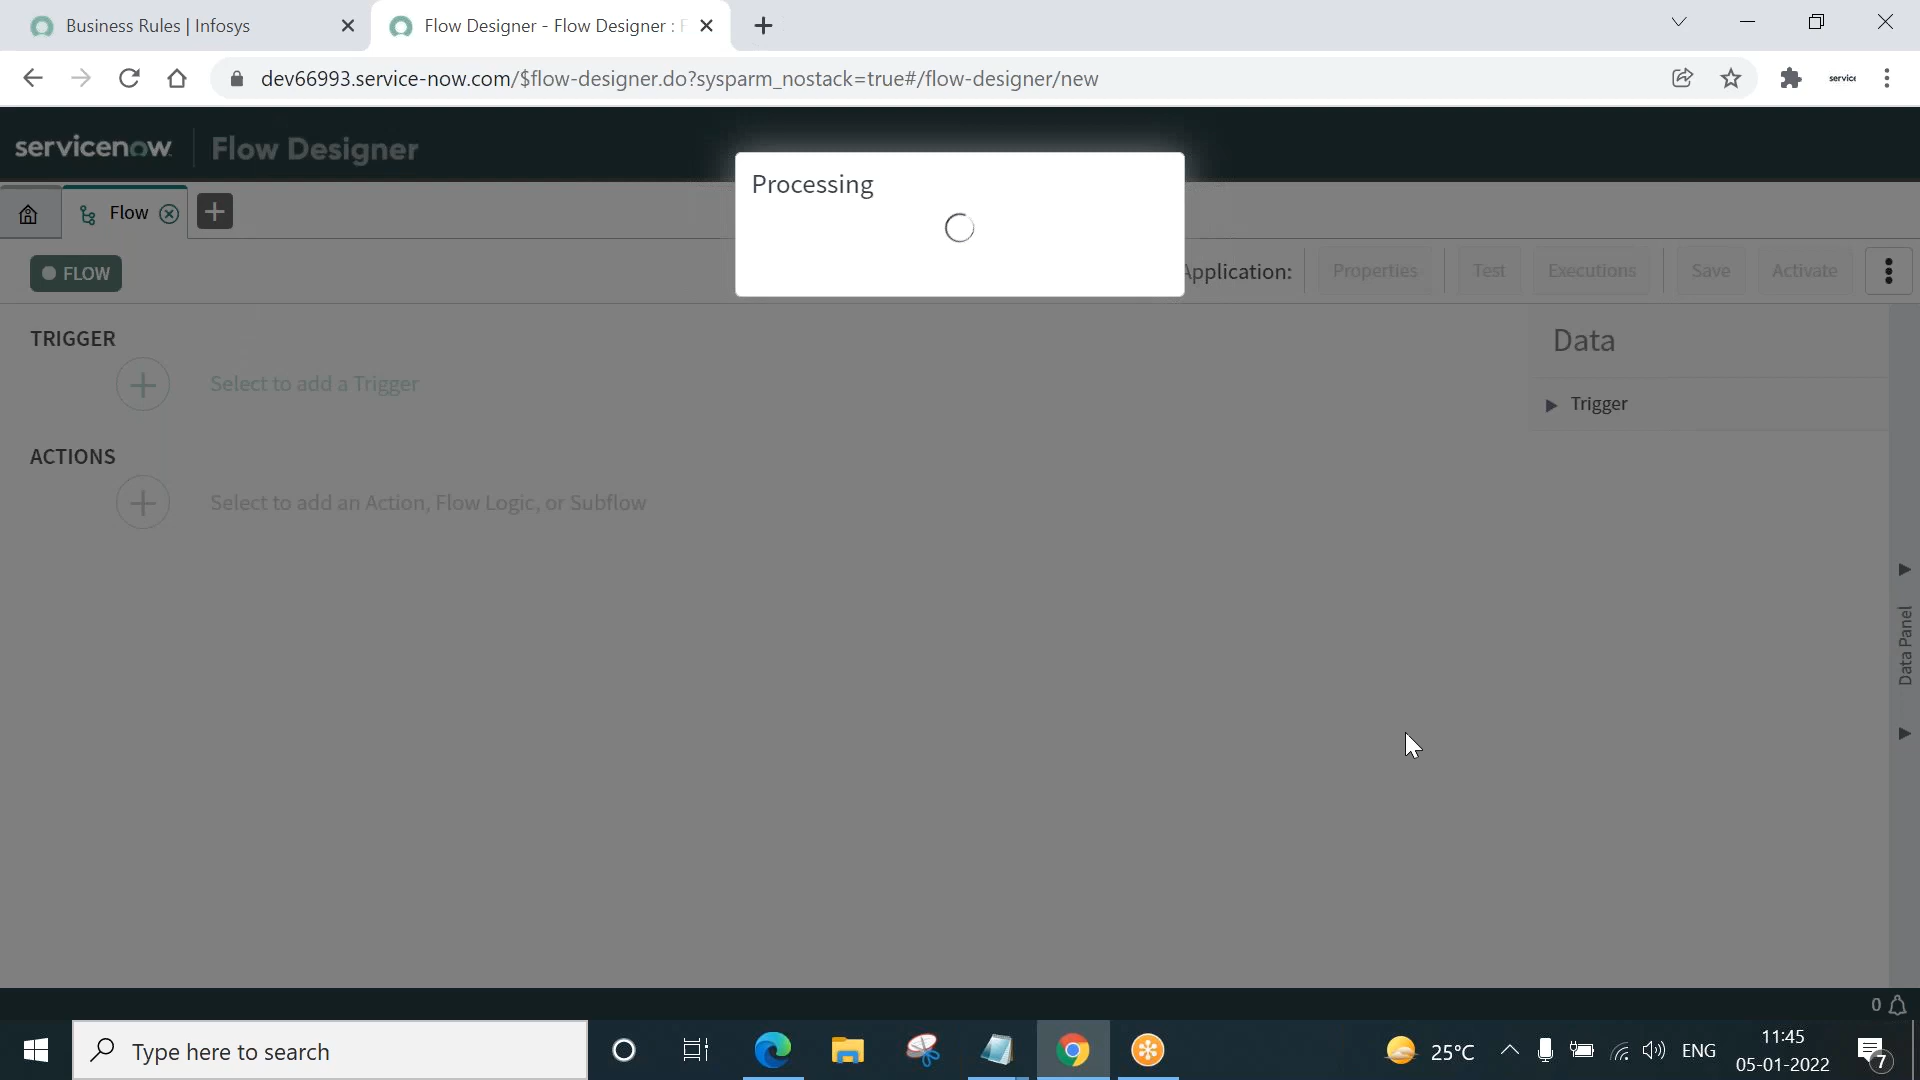 Business Rules | Infosys
Flow Designer - Flow Designer : F
dev66993.service-now.com/$flow-designer.do?sysparm_nostack=true#/flow-designer/new
service
servicenow
Flow Designer
Processing
Flow
FLOW
Application:
Properties
Test
Executions
Save
Activate
TRIGGER
Select to add a Trigger
ACTIONS
Select to add an Action, Flow Logic, or Subflow
Data
Trigger
Data Panel
0
Type here to search
25°C
ENG
11:45
05-01-2022
7